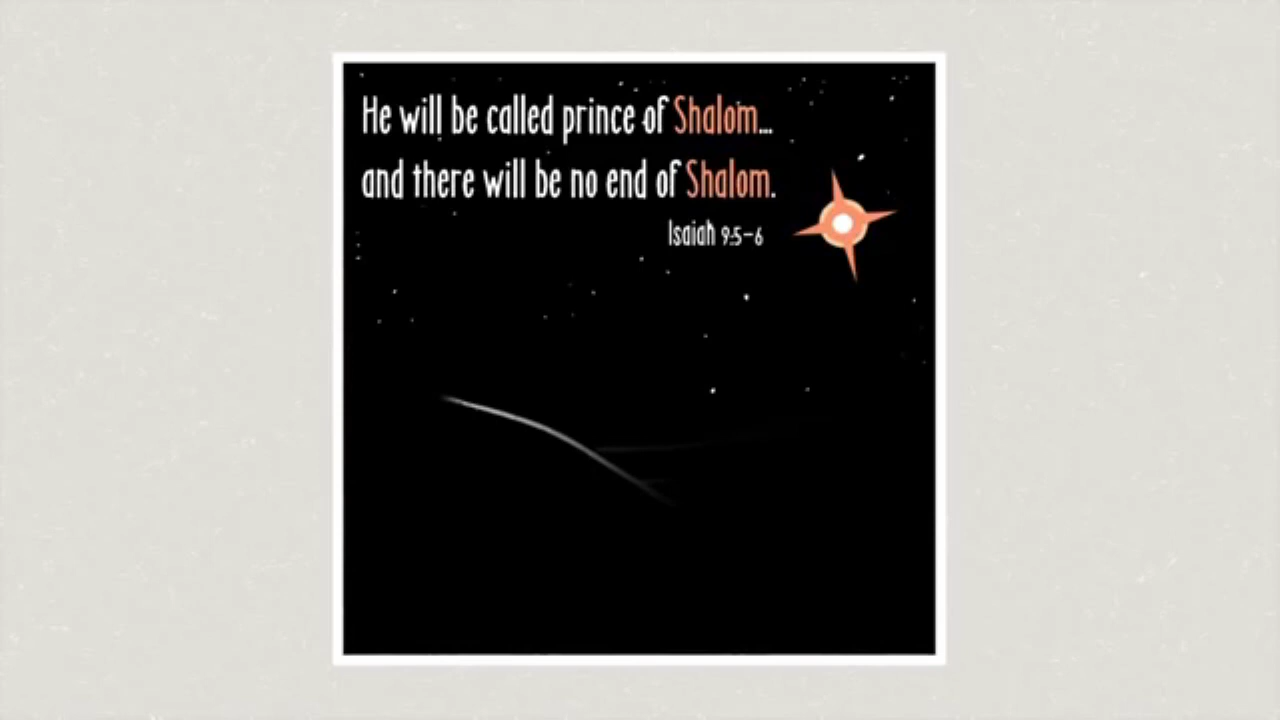 He will be called prince of Shalom...
and there will be no end of Shalom.
Isaiah 9:5-6